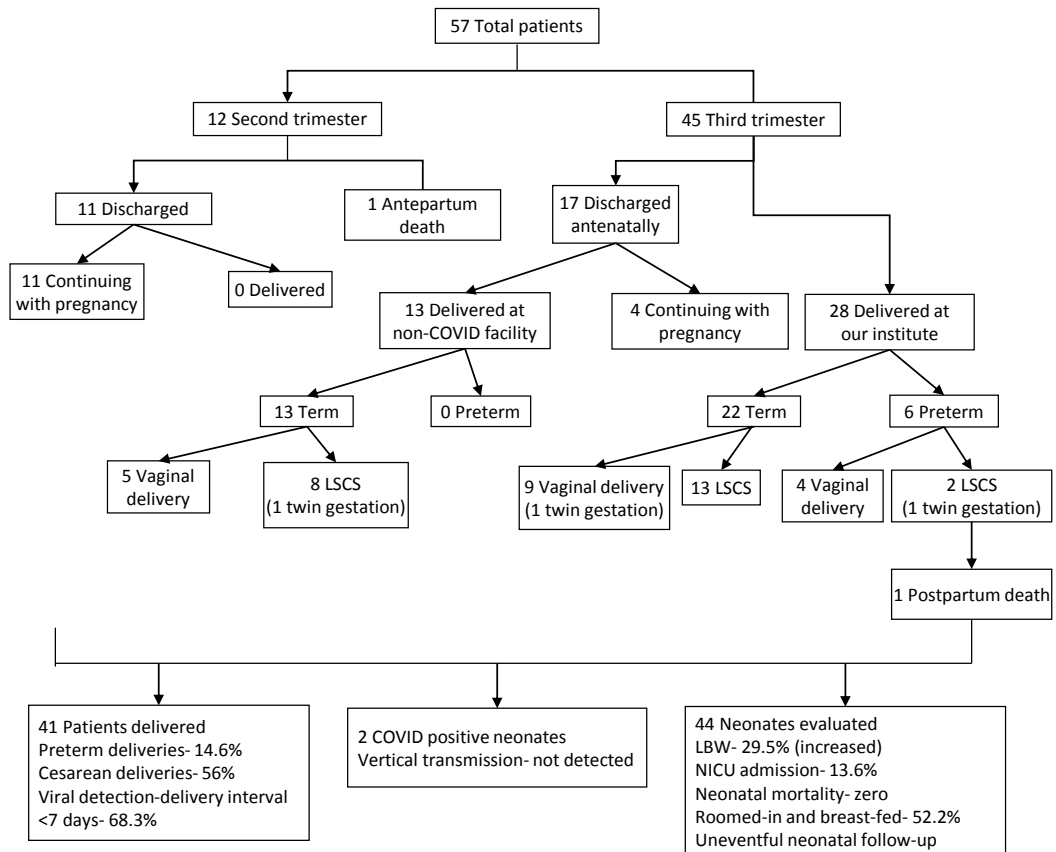 57 Total patients
12 Second trimester
45 Third trimester
11 Discharged
1 Antepartum
death
17 Discharged
antenatally
11 Continuing
with pregnancy
0 Delivered
13 Delivered at
non-COVID facility
4 Continuing with
pregnancy
28 Delivered at
our institute
13 Term
0 Preterm
22 Term
6 Preterm
5 Vaginal
delivery
8 LSCS
(1 twin gestation)
9 Vaginal delivery
(1 twin gestation)
13 LSCS
4 Vaginal
delivery
2 LSCS
(1 twin gestation)
1 Postpartum death
41 Patients delivered
Preterm deliveries- 14.6%
Cesarean deliveries- 56%
Viral detection-delivery interval
<7 days- 68.3%
2 COVID positive neonates
Vertical transmission- not detected
44 Neonates evaluated
LBW- 29.5% (increased)
NICU admission- 13.6%
Neonatal mortality- zero
Roomed-in and breast-fed- 52.2%
Uneventful neonatal follow-up